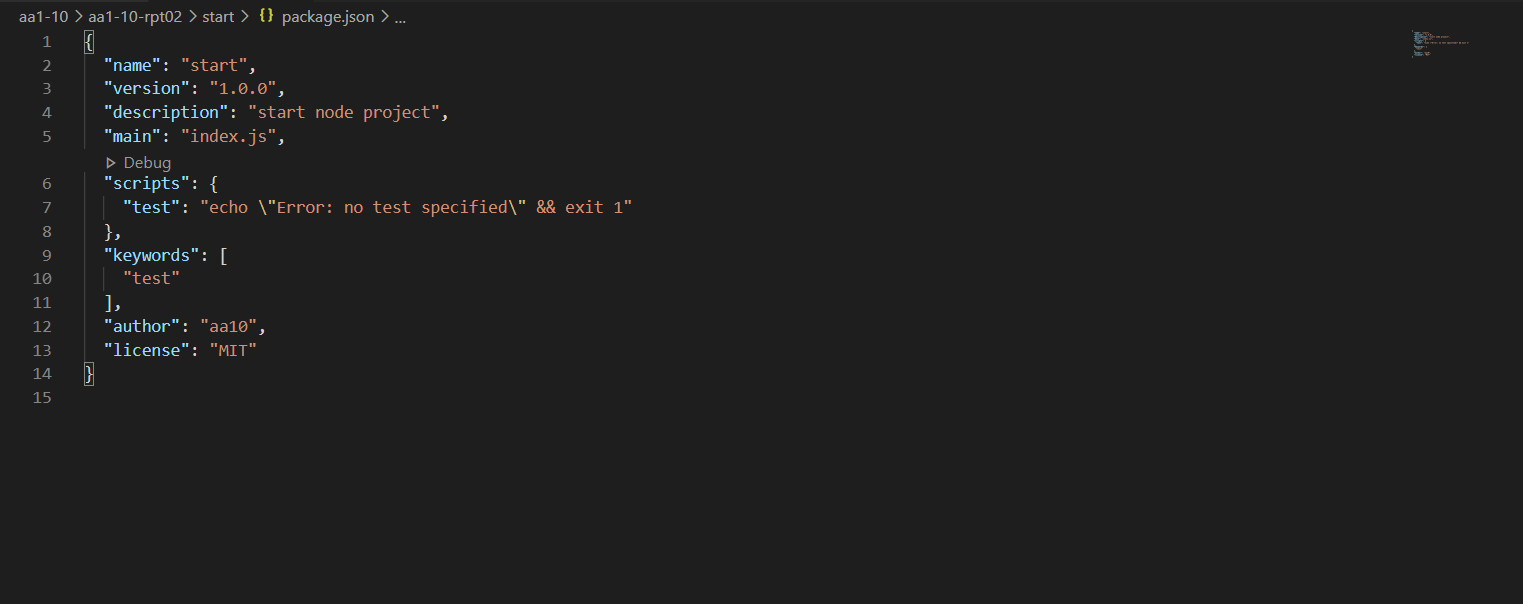 aa1-10 > aa1-10-rpt02 > start > {} package.json > ...
1 {
2 "name": "start",
3 "version": "1.0.0",
4 "description": "start node project",
5 "main": "index.js",
Debug
6 "scripts": {
7 "test": "echo \"Error: no test specified\" && exit 1"
8 },
9 "keywords": [
10 "test"
11 ],
12 "author": "aa10",
13 "license": "MIT"
14 }
15